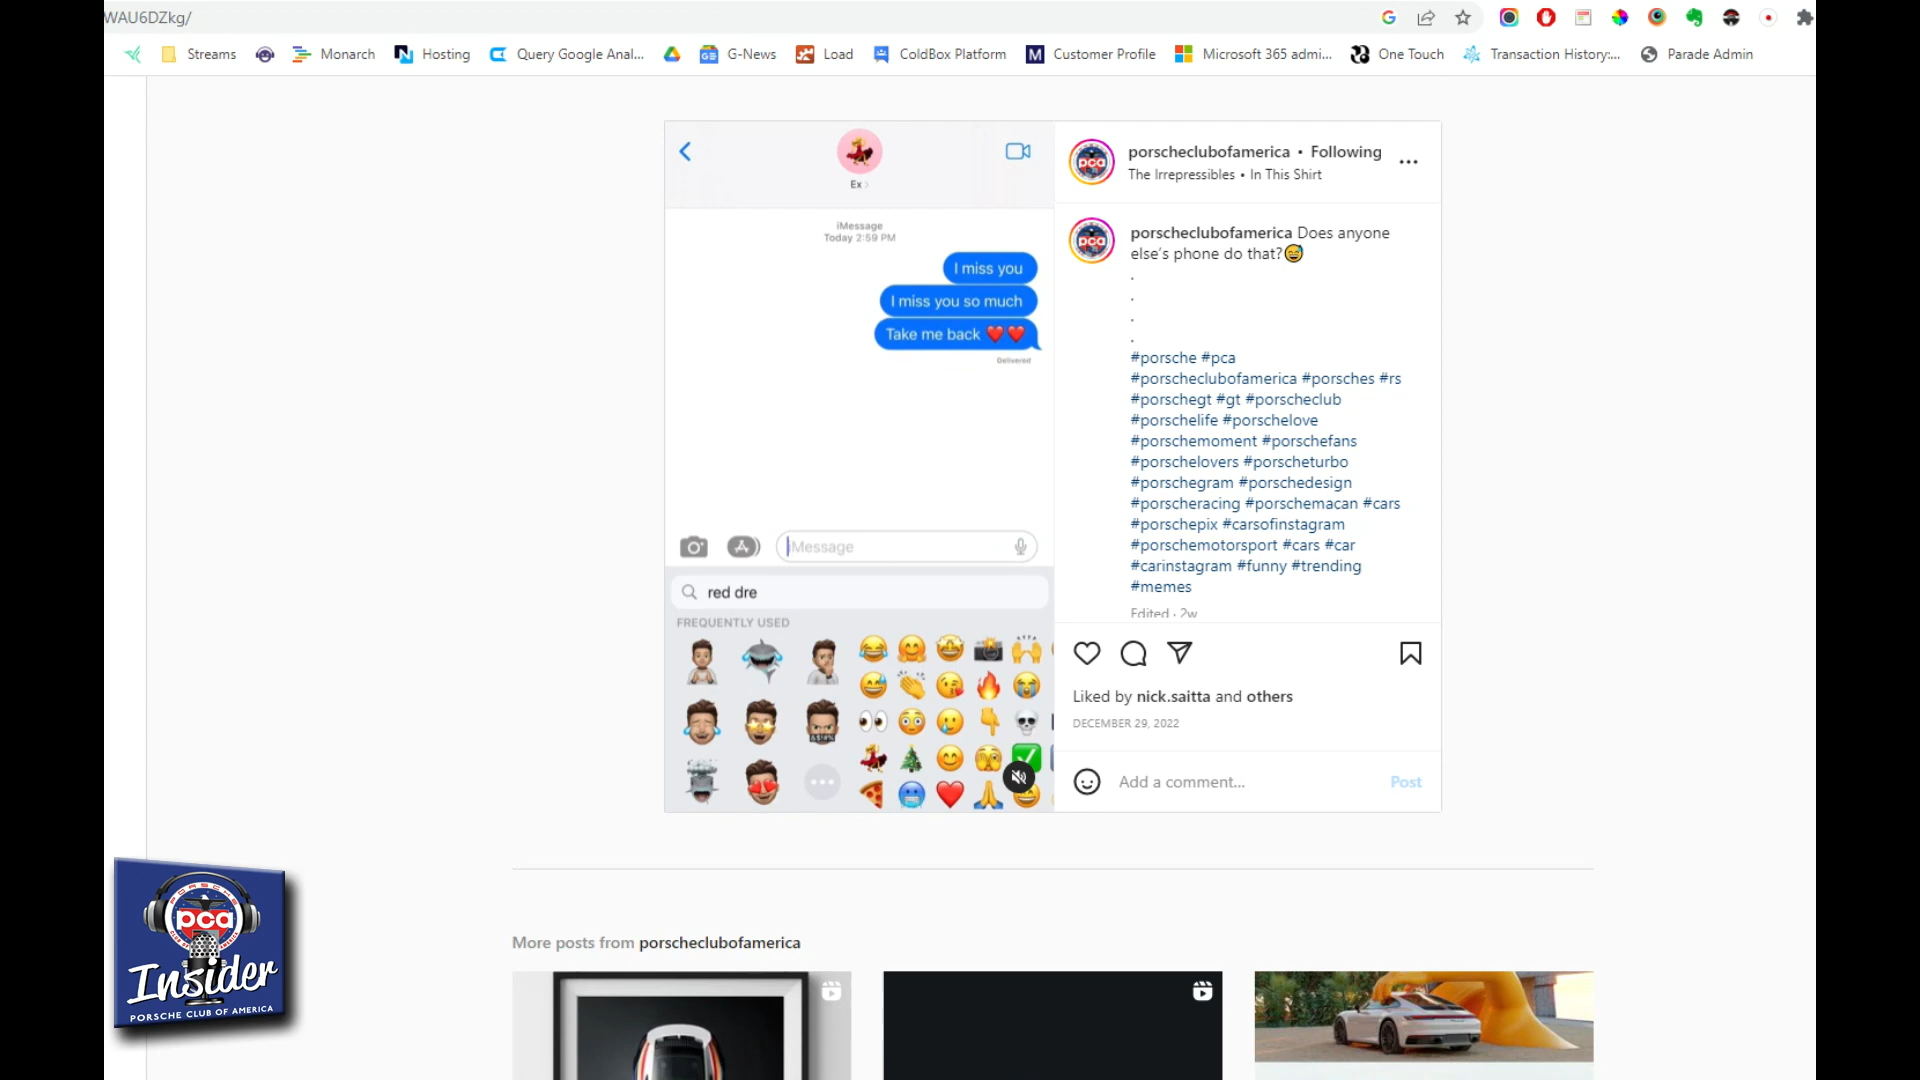 WAU6DZkg/
Streams
Monarch
Hosting
Query Google Anal...
G-News
Load
ColdBox Platform
Customer Profile
Microsoft 365 admi...
One Touch
Transaction History:...
Parade Admin
Ex
iMessage
Today 2:59 PM
I miss you
I miss you so much
Take me back ❤️❤️
Delivered
iMessage
red dre
FREQUENTLY USED
porscheclubofamerica • Following
The Irrepressibles • In This Shirt
porscheclubofamerica Does anyone
else's phone do that?😅
.
.
.
.
#porsche #pca
#porscheclubofamerica #porsches #rs
#porschegt #gt #porscheclub
#porschelife #porschelove
#porschemoment #porschefans
#porschelovers #porscheturbo
#porschegram #porschedesign
#porscheracing #porschemacan #cars
#porschepix #carsofinstagram
#porschemotorsport #cars #car
#carinstagram #funny #trending
#memes
Edited · 2w
Liked by nick.saitta and others
DECEMBER 29, 2022
Add a comment...
Post
PORSCHE
pca
CLUB OF AMERICA
Insider
PORSCHE CLUB OF AMERICA
More posts from porscheclubofamerica